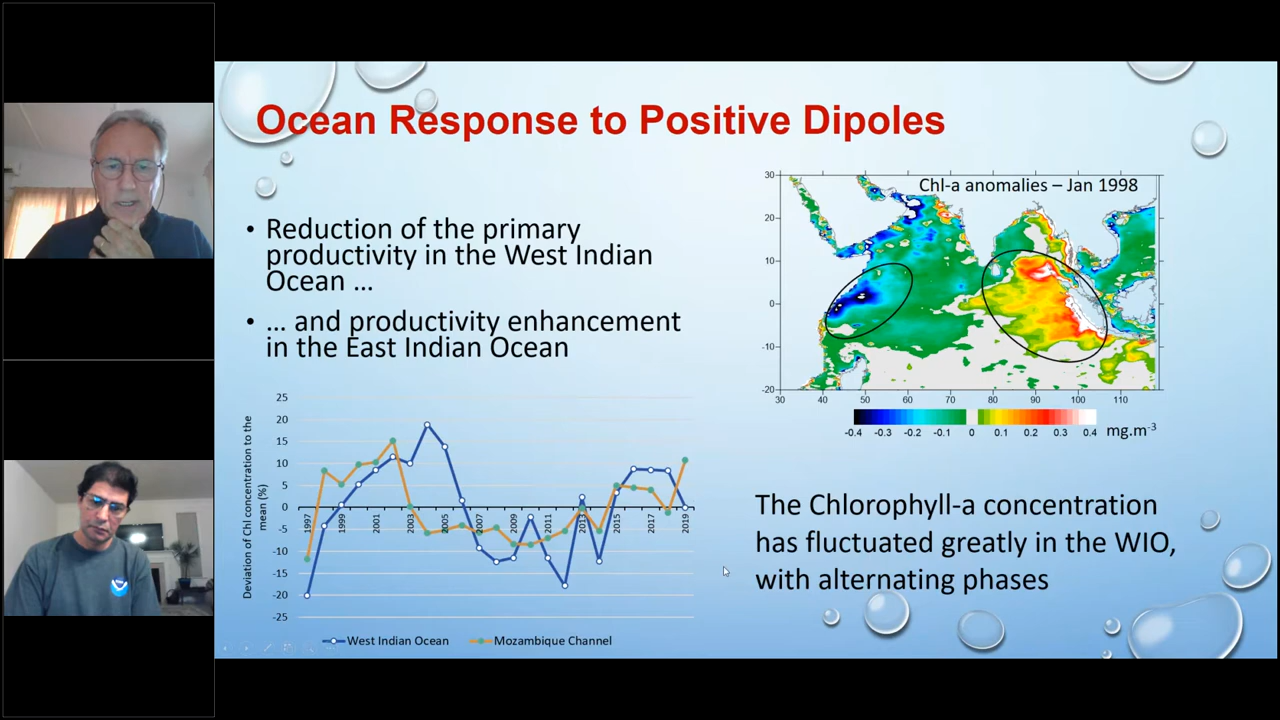 Ocean Response to Positive Dipoles
• Reduction of the primary
productivity in the West Indian
Ocean ...
• ... and productivity enhancement
in the East Indian Ocean
Chl-a anomalies – Jan 1998
30
20
10
0
-10
-20
30 40 50 60 70 80 90 100 110
-0.4 -0.3 -0.2 -0.1 0 0.1 0.2 0.3 0.4 mg.m-3
Deviation of Chl concentration to the
mean (%)
25
20
15
10
5
0
-5
-10
-15
-20
-25
1997 1999 2001 2003 2005 2007 2009 2011 2013 2015 2017 2019
West Indian Ocean Mozambique Channel
The Chlorophyll-a concentration
has fluctuated greatly in the WIO,
with alternating phases